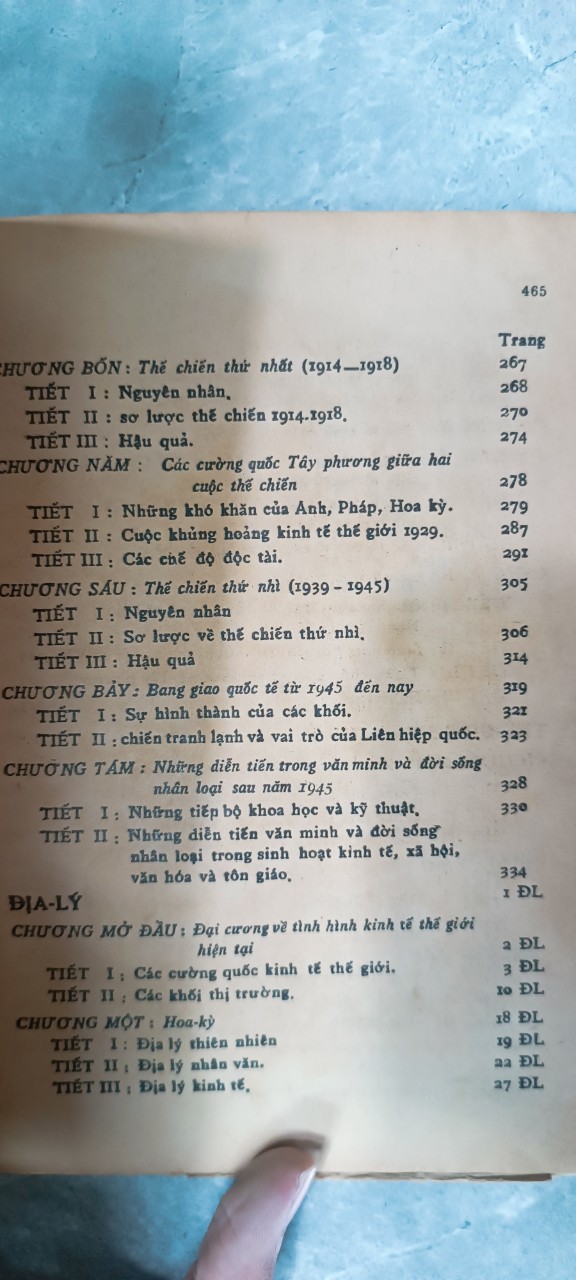 465
Trang
CHƯƠNG BỐN : Thế chiến thứ nhất (1914—1918) 267
TIẾT I : Nguyên nhân. 268
TIẾT II : sơ lược thế chiến 1914-1918. 270
TIẾT III : Hậu quả. 274
CHƯƠNG NĂM : Các cường quốc Tây phương giữa hai
cuộc thế chiến 278
TIẾT I : Những khó khăn của Anh, Pháp, Hoa kỳ. 279
TIẾT II : Cuộc khủng hoảng kinh tế thế giới 1929. 287
TIẾT III : Các chế độ độc tài. 291
CHƯƠNG SÁU : Thế chiến thứ nhì (1939 - 1945) 305
TIẾT I : Nguyên nhân
TIẾT II : Sơ lược về thế chiến thứ nhì. 306
TIẾT III : Hậu quả 314
CHƯƠNG BẢY : Bang giao quốc tế từ 1945 đến nay 319
TIẾT I : Sự hình thành của các khối. 321
TIẾT II : chiến tranh lạnh và vai trò của Liên hiệp quốc. 323
CHƯƠNG TÁM : Những diễn tiến trong văn minh và đời sống
nhân loại sau năm 1945 328
TIẾT I : Những tiếp bộ khoa học và kỹ thuật. 330
TIẾT II : Những diễn tiến văn minh và đời sống
nhân loại trong sinh hoạt kinh tế, xã hội,
văn hóa và tôn giáo. 334
ĐỊA-LÝ 1 ĐL
CHƯƠNG MỞ ĐẦU : Đại cương về tình hình kinh tế thế giới
hiện tại 2 ĐL
TIẾT I : Các cường quốc kinh tế thế giới. 3 ĐL
TIẾT II : Các khối thị trường. 10 ĐL
CHƯƠNG MỘT : Hoa-kỳ 18 ĐL
TIẾT I : Địa lý thiên nhiên 19 ĐL
TIẾT II : Địa lý nhân văn. 22 ĐL
TIẾT III : Địa lý kinh tế. 27 ĐL